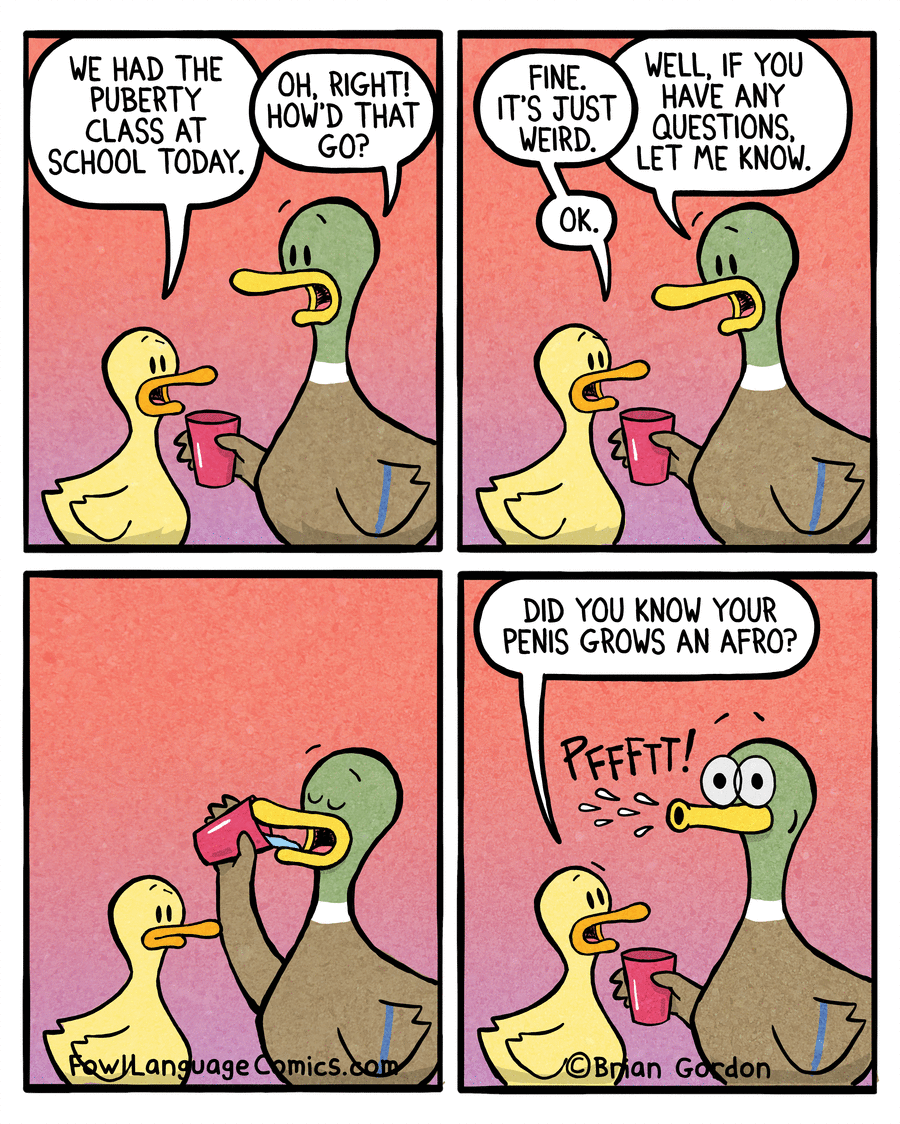 WE HAD THE
PUBERTY
CLASS AT
SCHOOL TODAY.
OH, RIGHT!
HOW'D THAT
GO?
FINE.
IT'S JUST
WEIRD.
WELL, IF YOU
HAVE ANY
QUESTIONS,
LET ME KNOW.
OK.
DID YOU KNOW YOUR
PENIS GROWS AN AFRO?
PFFFTT!
FowlLanguageComics.com
©Brian Gordon